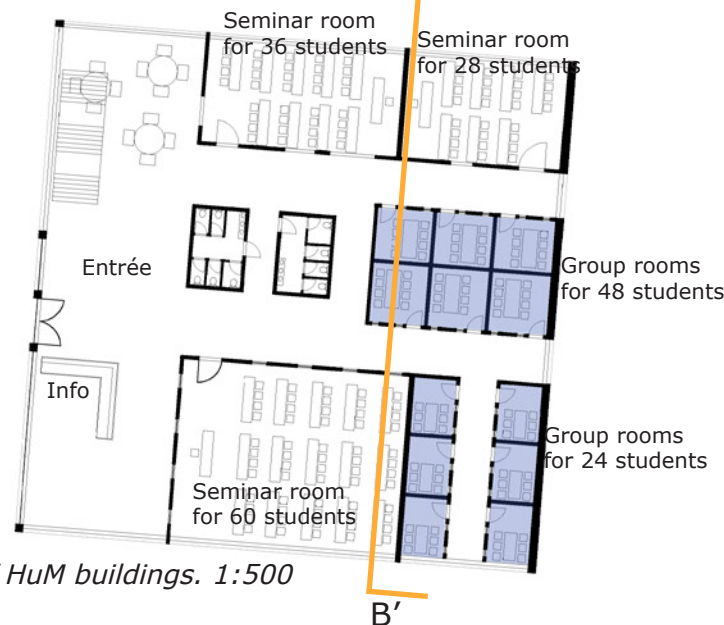 Seminar room
for 36 students
Seminar room
for 28 students
Entrée
Group rooms
for 48 students
Info
Group rooms
for 24 students
Seminar room
for 60 students
HuM buildings. 1:500
B’